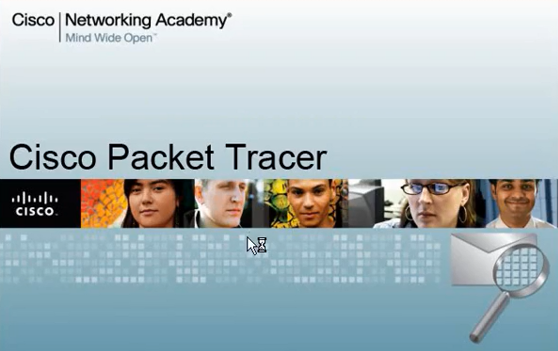 Cisco Networking Academy®
Mind Wide Open™
Cisco Packet Tracer
CISCO.